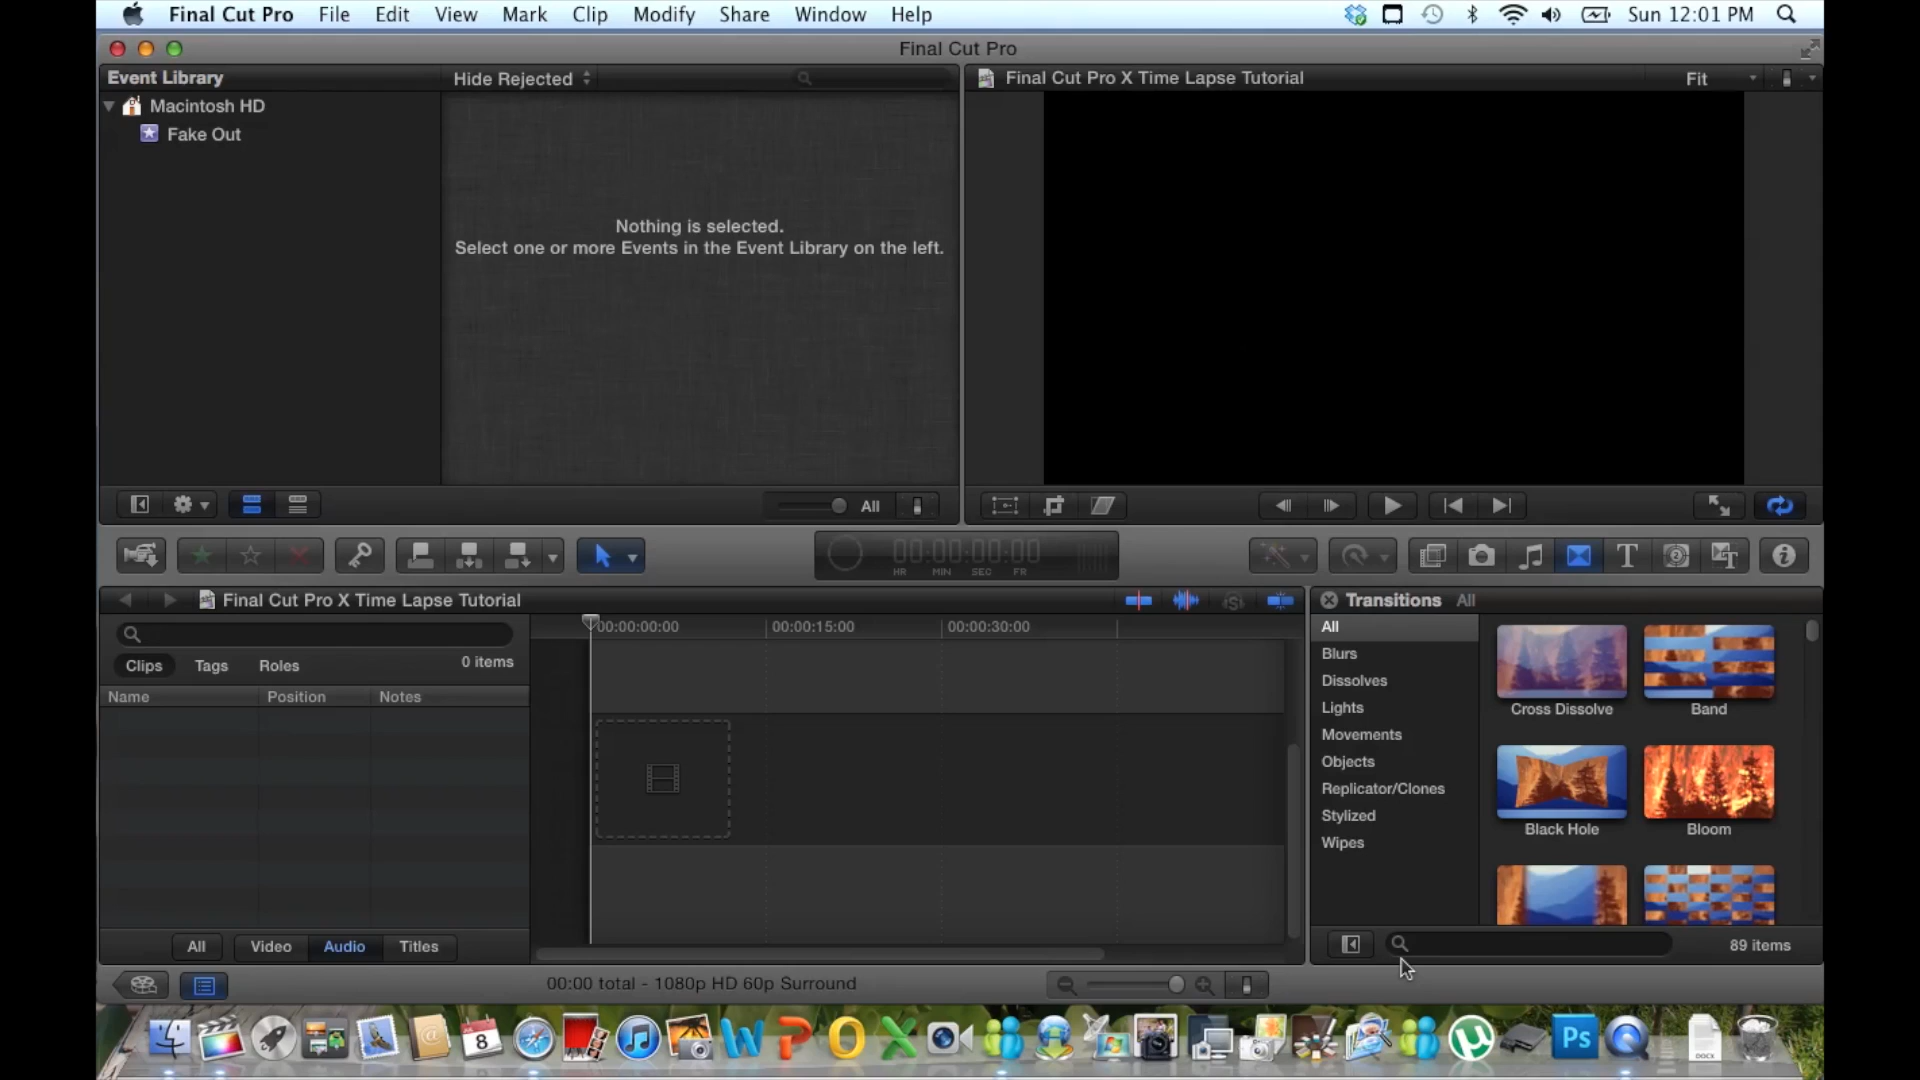 Final Cut Pro File Edit View Mark Clip Modify Share Window Help Sun 12:01 PM
Final Cut Pro
Event Library Hide Rejected Final Cut Pro X Time Lapse Tutorial Fit
Macintosh HD
Fake Out
Nothing is selected.
Select one or more Events in the Event Library on the left.
All
00:00:00:00
HR MIN SEC FR
T
Final Cut Pro X Time Lapse Tutorial
Transitions All
00:00:00:00 00:00:15:00 00:00:30:00
Clips Tags Roles 0 items
Name Position Notes
All
Blurs
Dissolves
Lights
Movements
Objects
Replicator/Clones
Stylized
Wipes
Cross Dissolve Band
Black Hole Bloom
All Video Audio Titles
89 items
00:00 total - 1080p HD 60p Surround
8
W P O X
Ps
DOCX